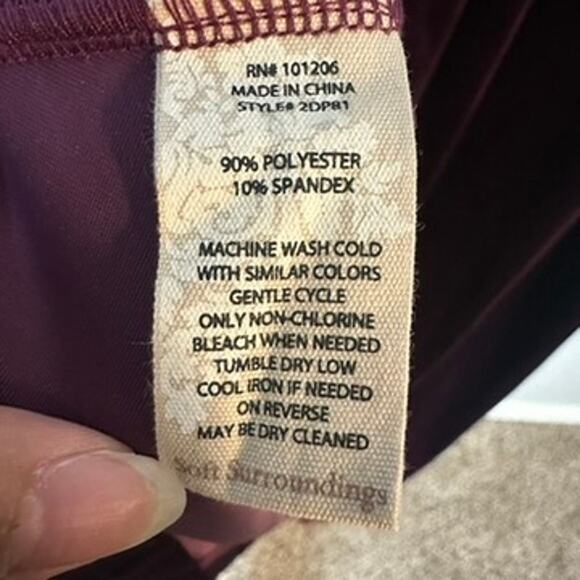 RN# 101206
MADE IN CHINA
STYLE# 2DP81
90% POLYESTER
10% SPANDEX
MACHINE WASH COLD
WITH SIMILAR COLORS
GENTLE CYCLE
ONLY NON-CHLORINE
BLEACH WHEN NEEDED
TUMBLE DRY LOW
COOL IRON IF NEEDED
ON REVERSE
MAY BE DRY CLEANED
Soft Surroundings